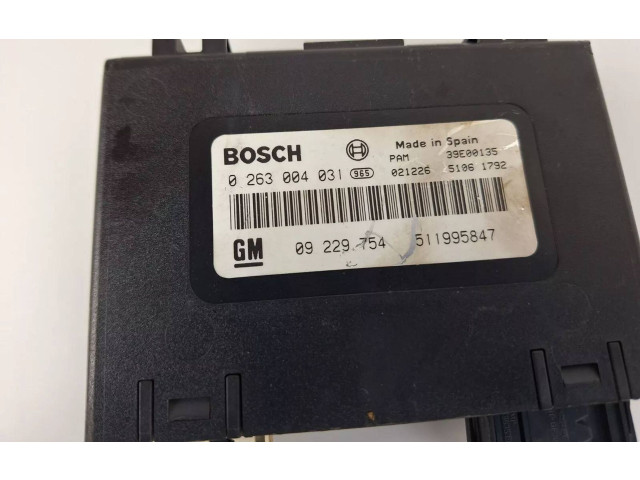 BOSCH
Made in Spain
PAM 39E00135
0 263 004 031 965 021226 5106 1792
GM 09 229 754 511995847